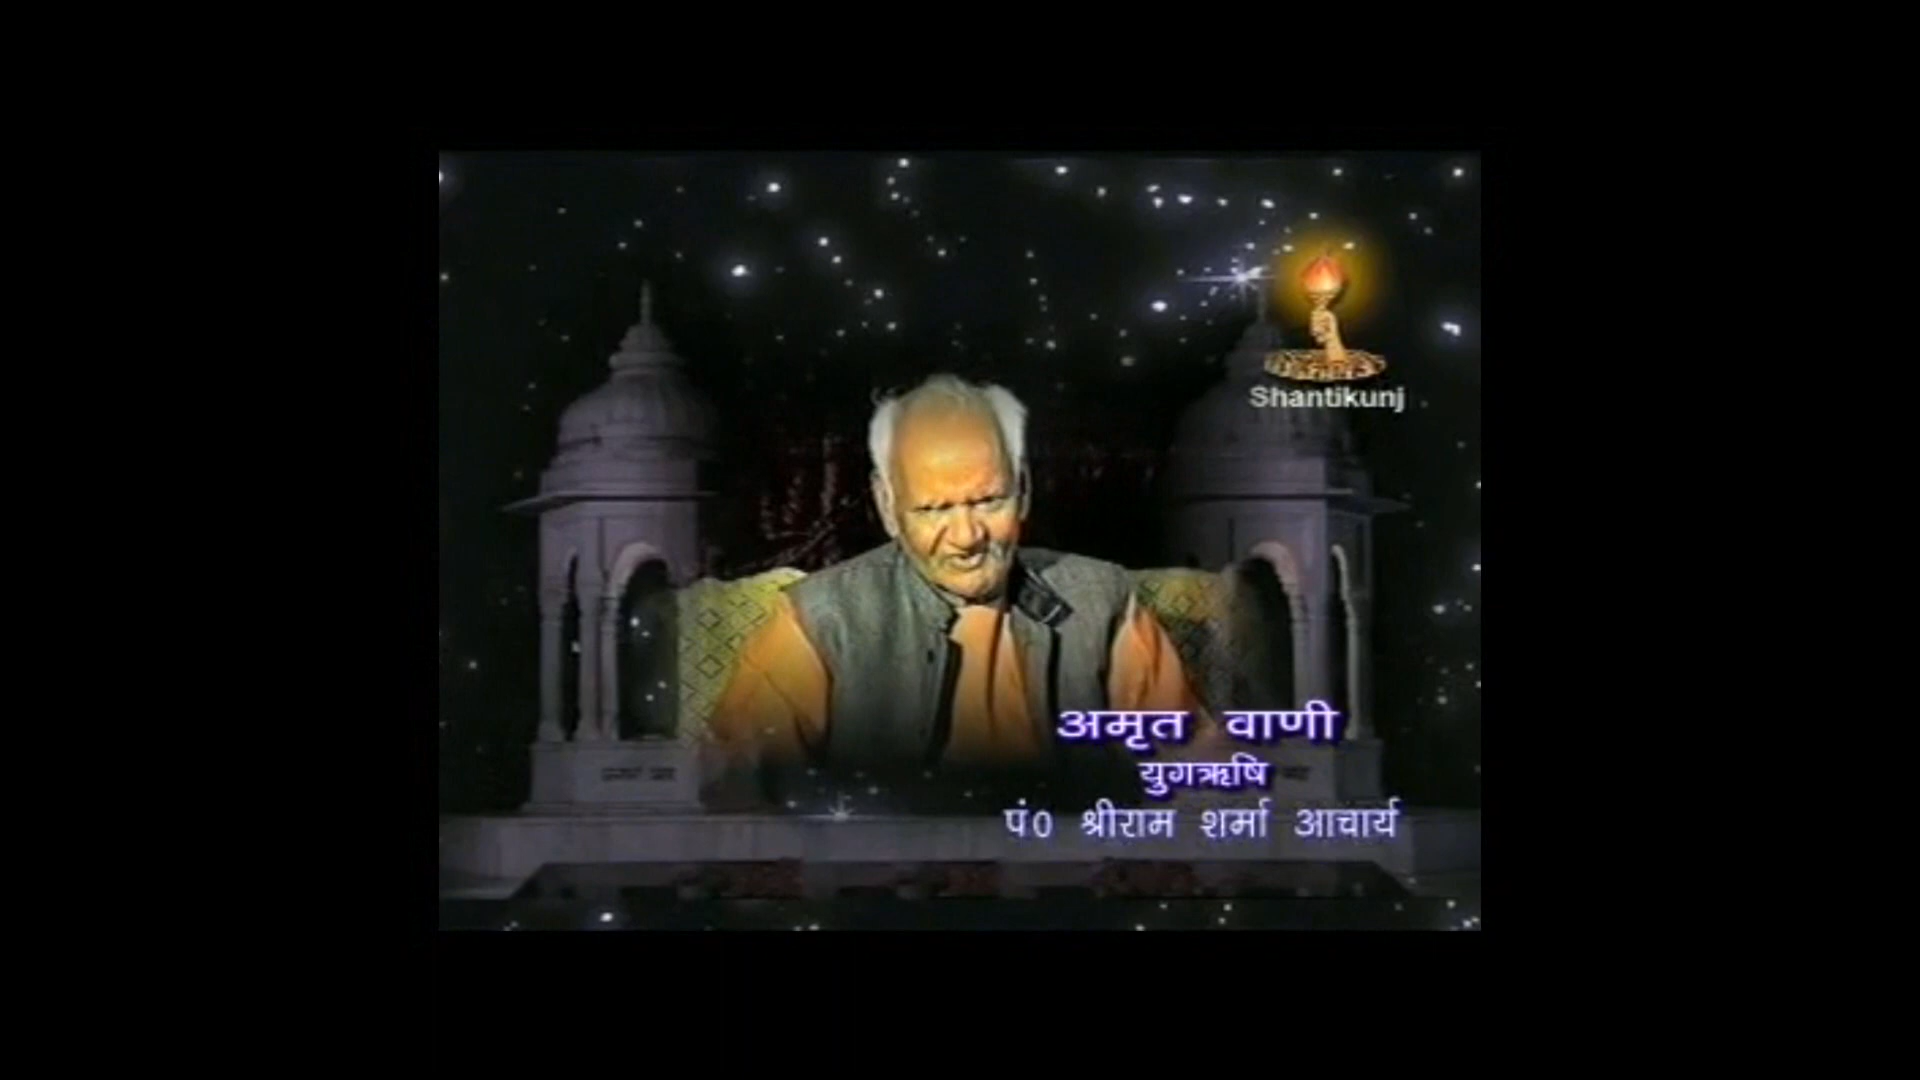 Shantikunj
अमृत वाणी
युगऋषि
पं0 श्रीराम शर्मा आचार्य